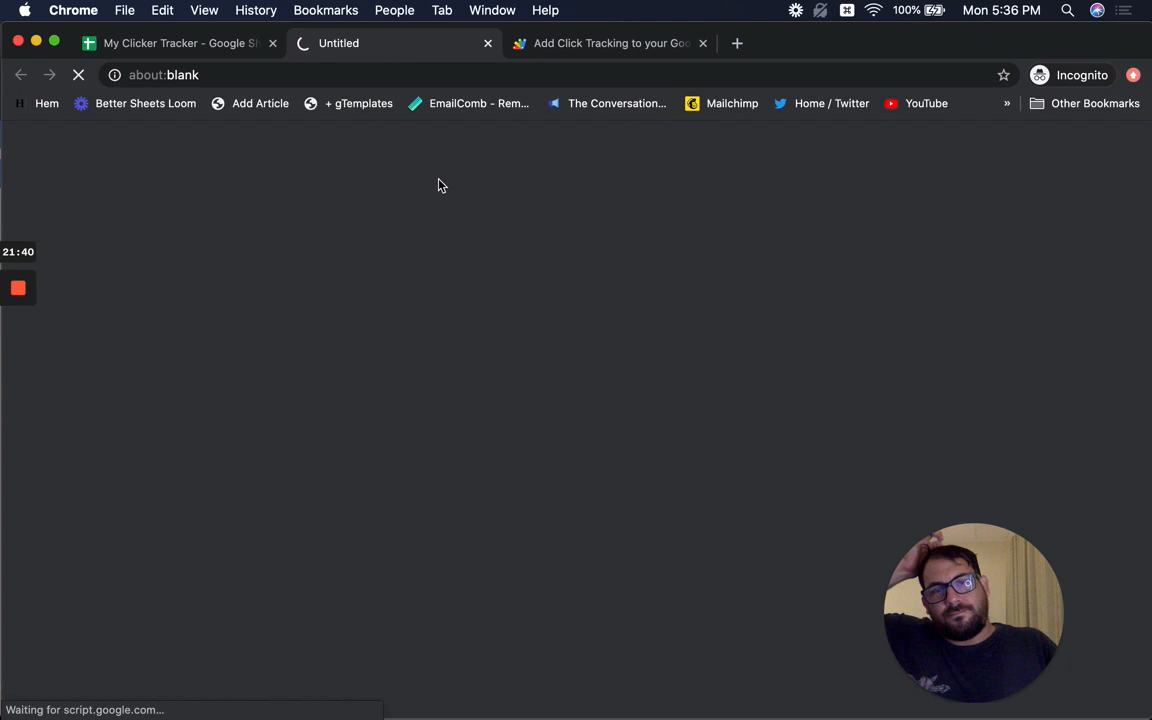 Chrome File Edit View History Bookmarks People Tab Window Help 100% Mon 5:36 PM
My Clicker Tracker - Google Sh Untitled Add Click Tracking to your Goo
about:blank Incognito
H Hem Better Sheets Loom Add Article + gTemplates EmailComb - Rem... The Conversation... Mailchimp Home / Twitter YouTube » Other Bookmarks
21:40
Waiting for script.google.com...